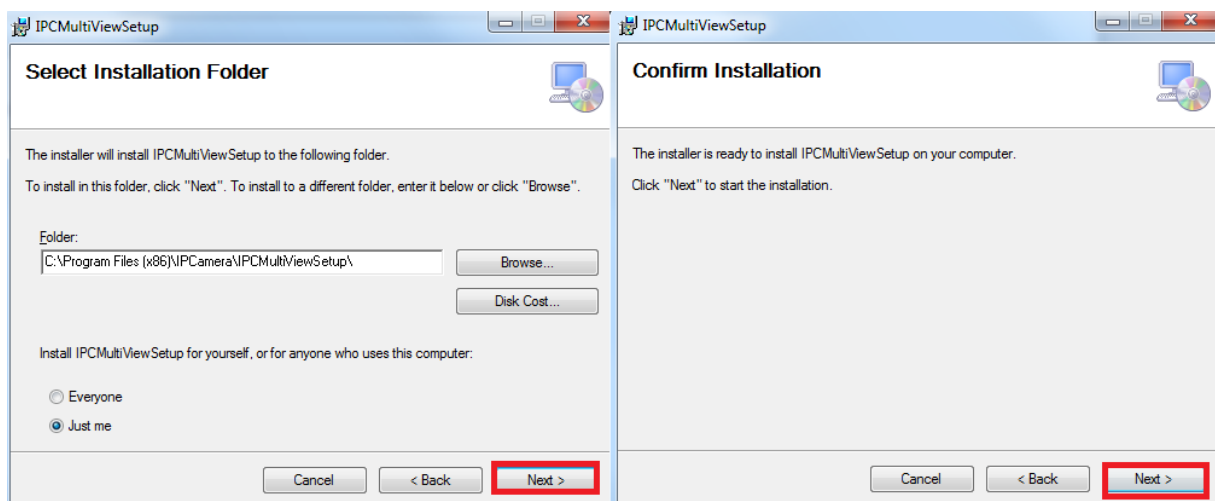 IPCMultiViewSetup
Select Installation Folder
The installer will install IPCMultiViewSetup to the following folder.
To install in this folder, click "Next". To install to a different folder, enter it below or click "Browse".
Folder:
C:\Program Files (x86)\IPCamera\IPCMultiViewSetup\
Browse...
Disk Cost...
Install IPCMultiViewSetup for yourself, or for anyone who uses this computer:
Everyone
Just me
Cancel
< Back
Next >
IPCMultiViewSetup
Confirm Installation
The installer is ready to install IPCMultiViewSetup on your computer.
Click "Next" to start the installation.
Cancel
< Back
Next >